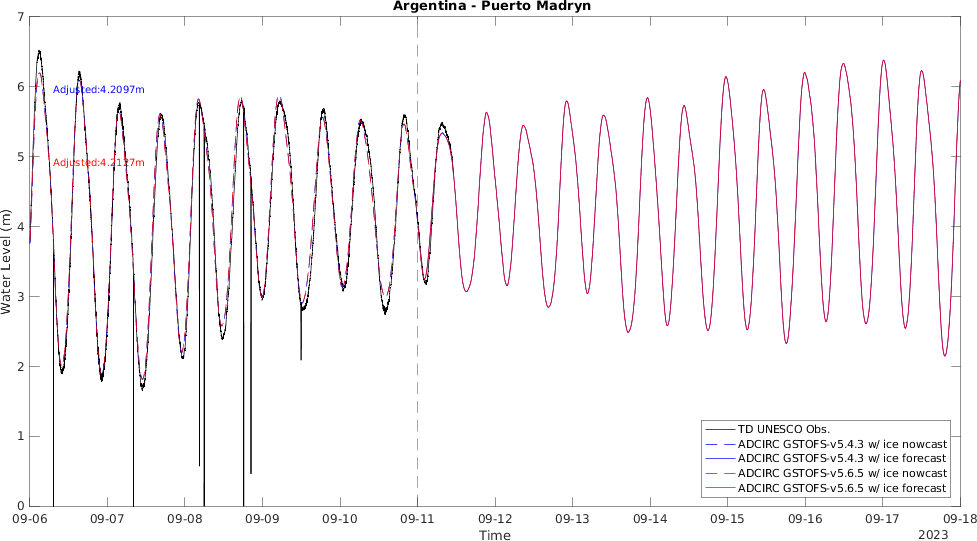 Argentina - Puerto Madryn
7
6
5
4
3
2
1
0
Water Level (m)
Adjusted:4.2097m
Adjusted:4.2127m
TD UNESCO Obs.
ADCIRC GSTOFS-v5.4.3 w/ ice nowcast
ADCIRC GSTOFS-v5.4.3 w/ ice forecast
ADCIRC GSTOFS-v5.6.5 w/ ice nowcast
ADCIRC GSTOFS-v5.6.5 w/ ice forecast
09-06 09-07 09-08 09-09 09-10 09-11 09-12 09-13 09-14 09-15 09-16 09-17 09-18
Time
2023